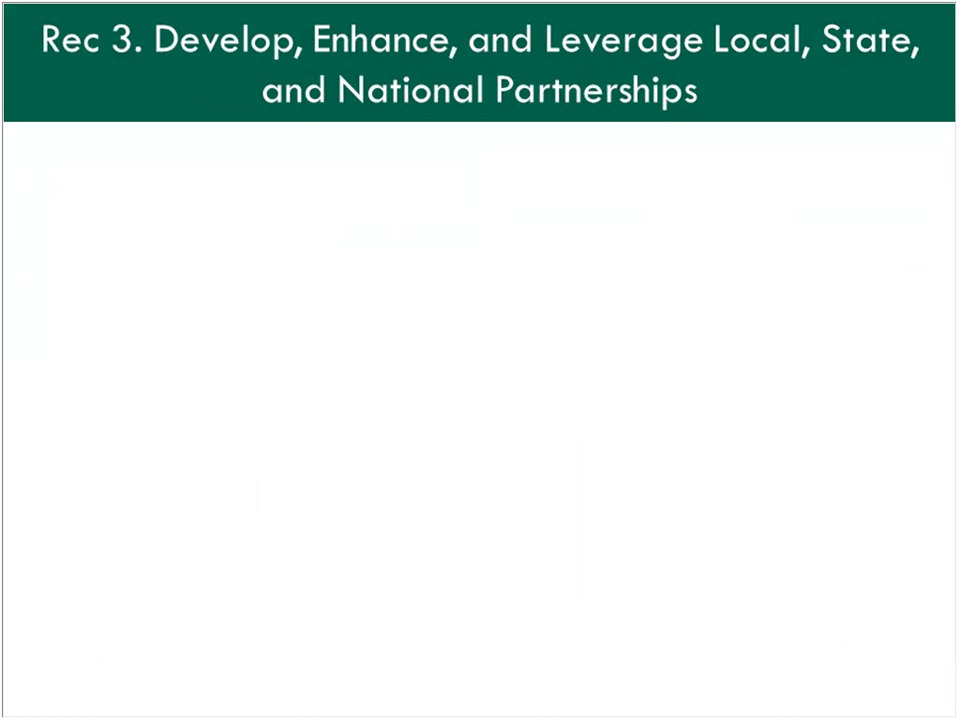 Rec 3. Develop, Enhance, and Leverage Local, State,
and National Partnerships